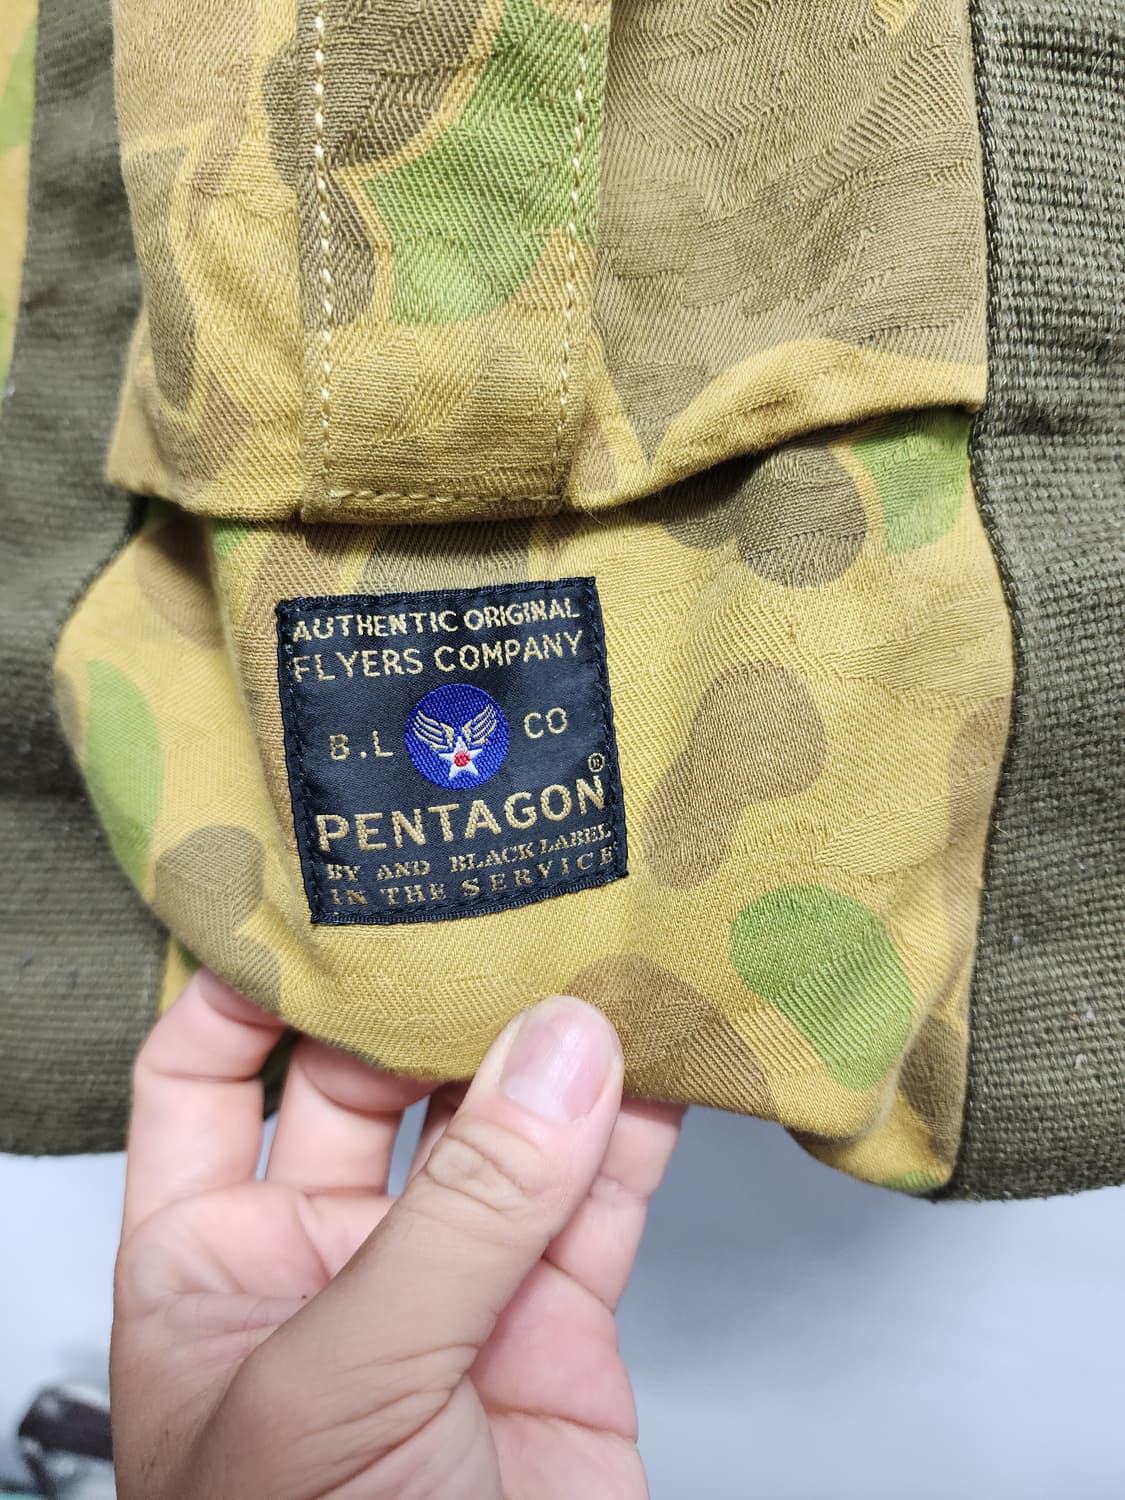 AUTHENTIC ORIGINAL
FLYERS COMPANY
B.L CO
PENTAGON®
BY AND BLACK LABEL
IN THE SERVICE